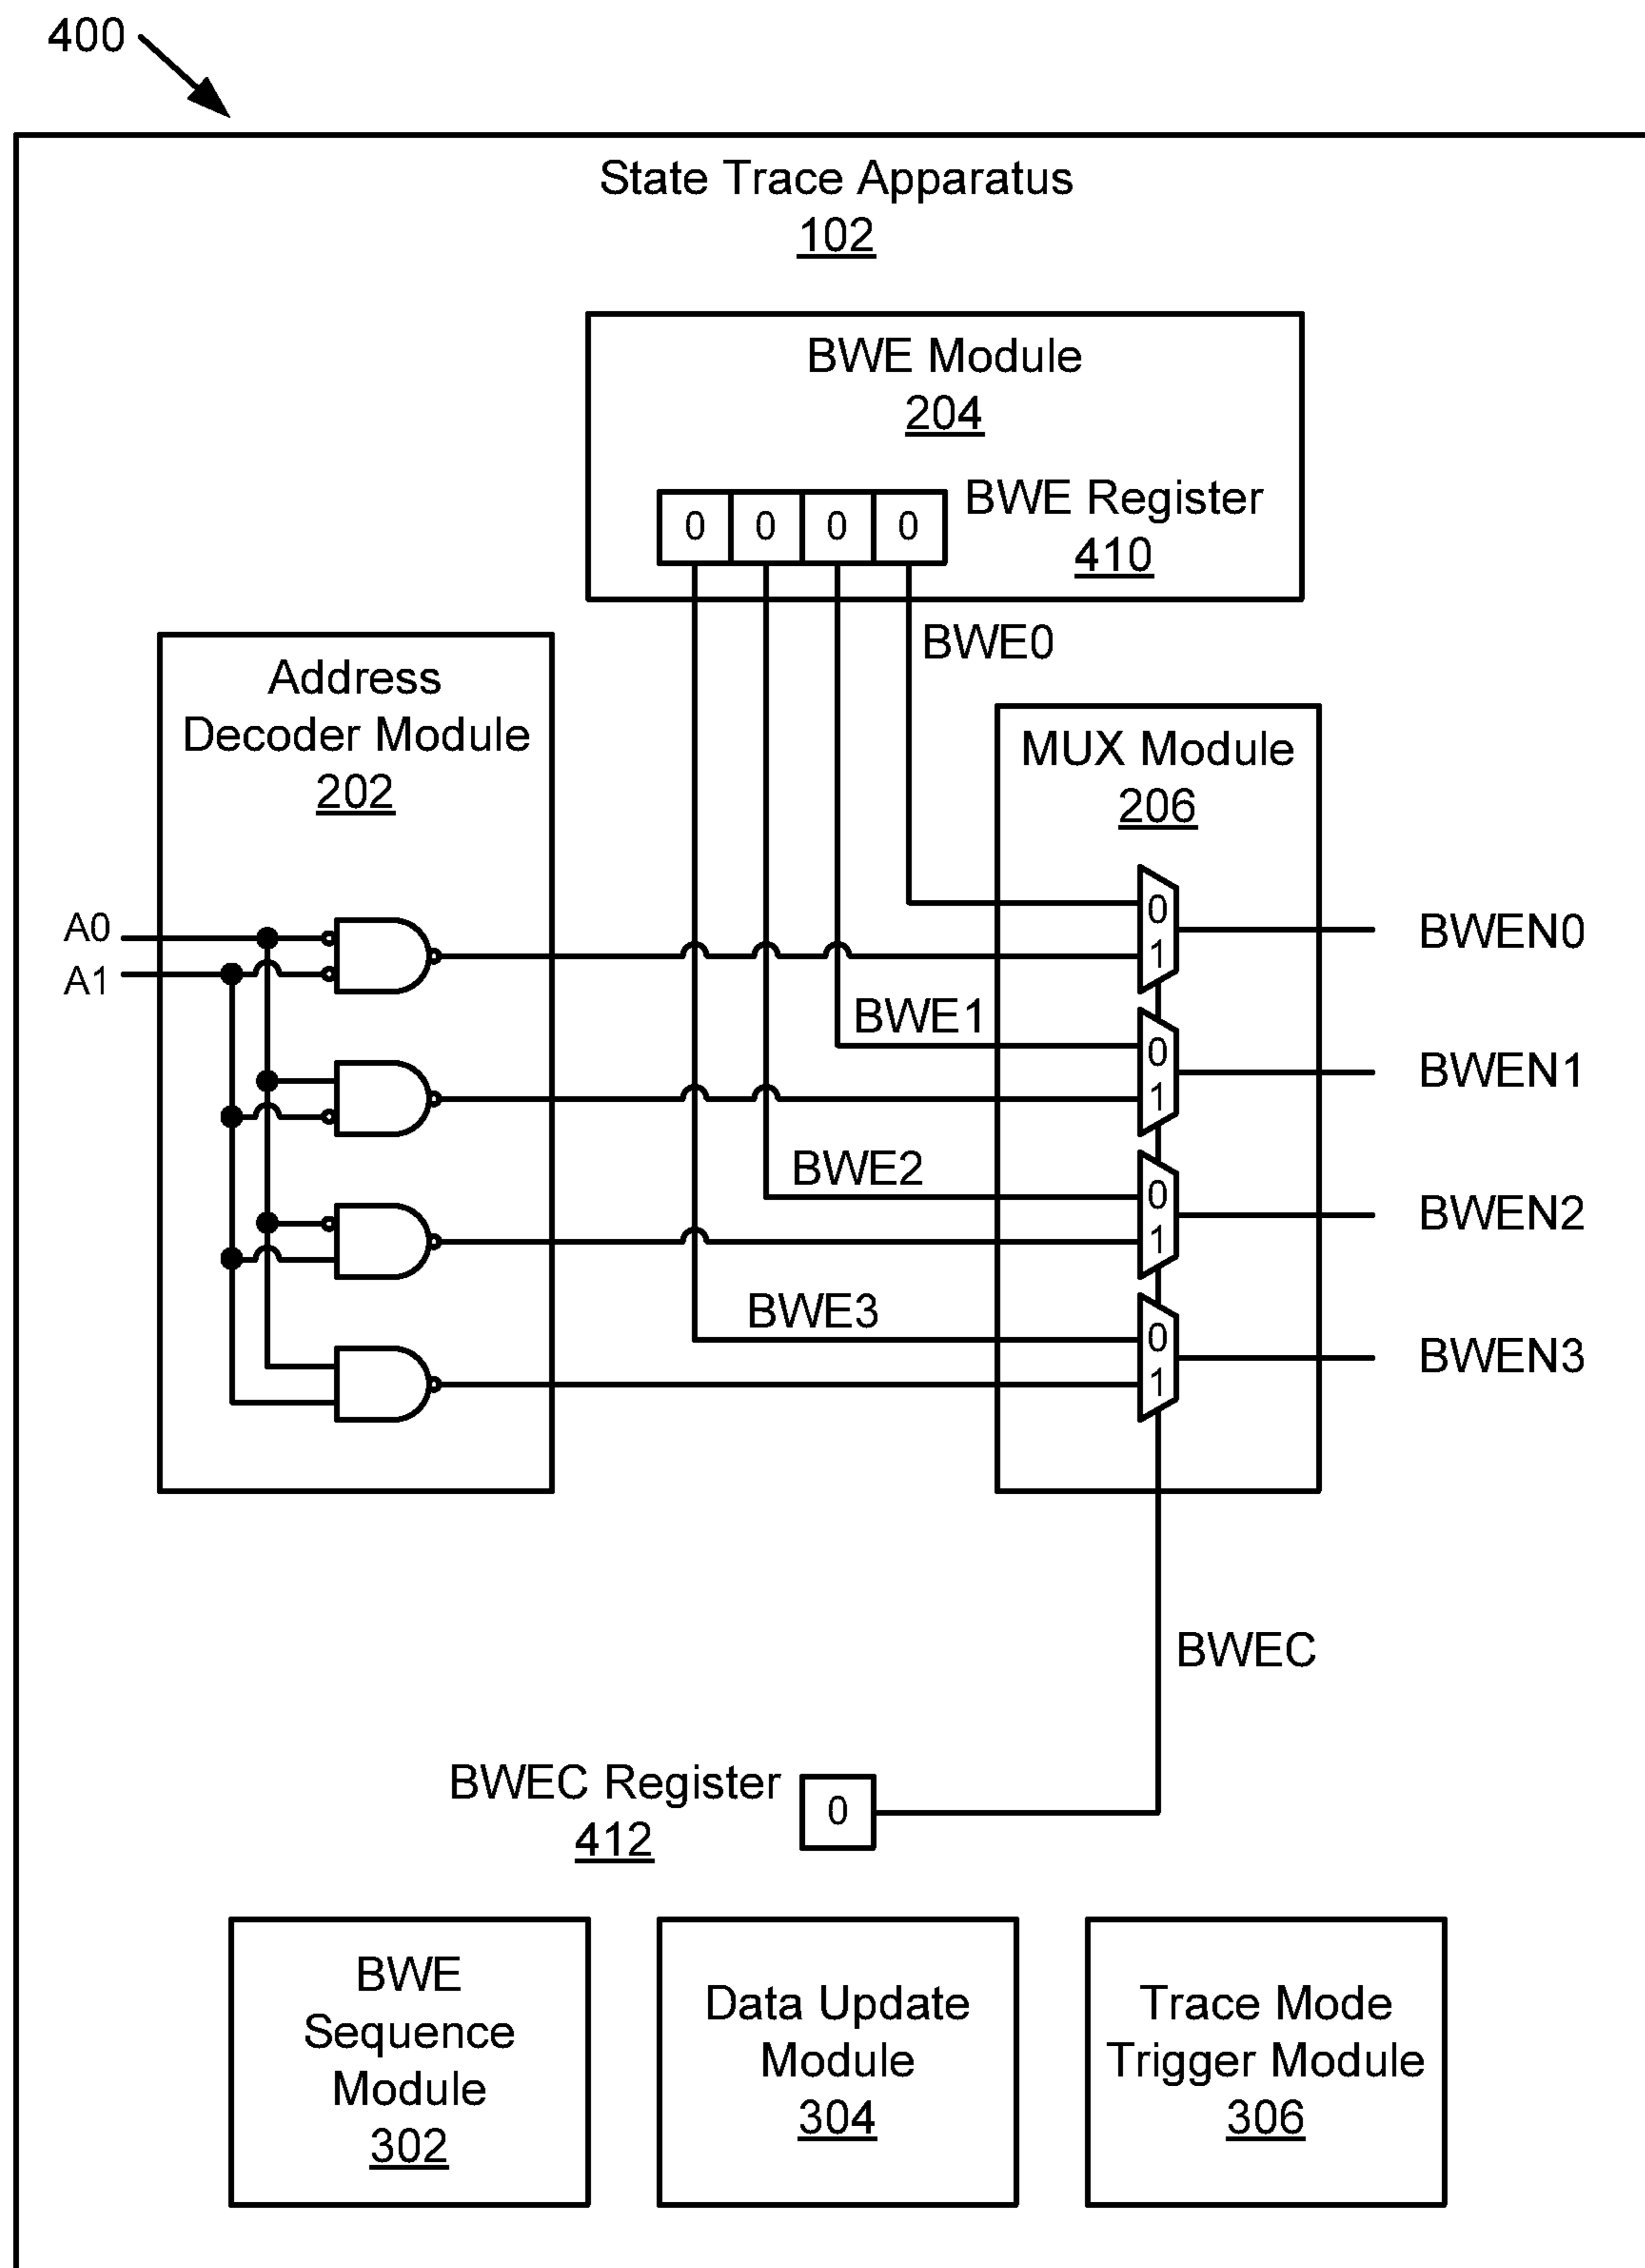 400
State Trace Apparatus
102
BWE Module
204
0 0 0 0
BWE Register
410
BWE0
Address
Decoder Module
202
MUX Module
206
A0
A1
0
1
BWEN0
BWE1
0
1
BWEN1
BWE2
0
1
BWEN2
BWE3
0
1
BWEN3
BWEC
BWEC Register
412
0
BWE
Sequence
Module
302
Data Update
Module
304
Trace Mode
Trigger Module
306